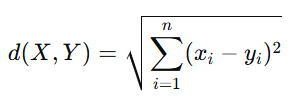 d(X, Y) = √(∑_{i=1}^{n} (x_i − y_i)²)